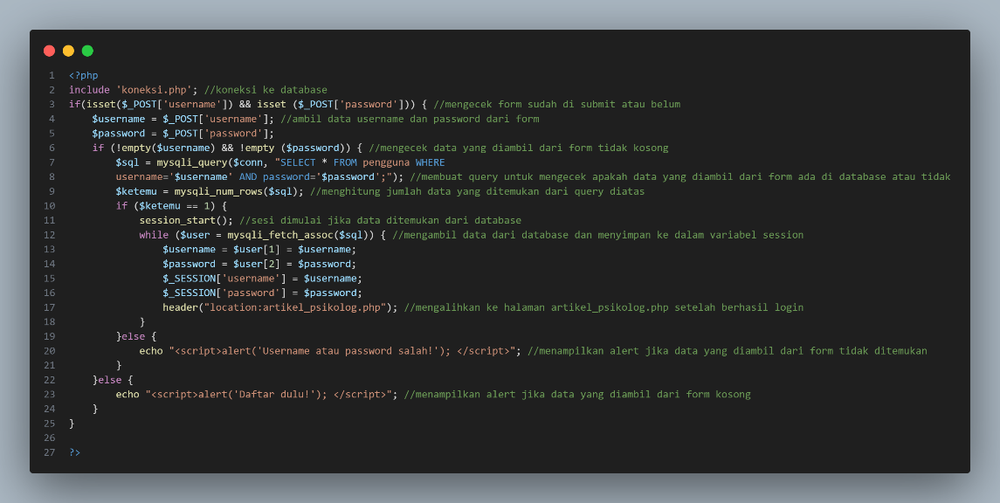 1 <?php
2 include 'koneksi.php'; //koneksi ke database
3 if(isset($_POST['username']) && isset ($_POST['password'])) { //mengecek form sudah di submit atau belum
4     $username = $_POST['username']; //ambil data username dan password dari form
5     $password = $_POST['password'];
6     if (!empty($username) && !empty ($password)) { //mengecek data yang diambil dari form tidak kosong
7         $sql = mysqli_query($conn, "SELECT * FROM pengguna WHERE
8         username='$username' AND password='$password';"); //membuat query untuk mengecek apakah data yang diambil dari form ada di database atau tidak
9         $ketemu = mysqli_num_rows($sql); //menghitung jumlah data yang ditemukan dari query diatas
10         if ($ketemu == 1) {
11             session_start(); //sesi dimulai jika data ditemukan dari database
12             while ($user = mysqli_fetch_assoc($sql)) { //mengambil data dari database dan menyimpan ke dalam variabel session
13                 $username = $user[1] = $username;
14                 $password = $user[2] = $password;
15                 $_SESSION['username'] = $username;
16                 $_SESSION['password'] = $password;
17                 header("location:artikel_psikolog.php"); //mengalihkan ke halaman artikel_psikolog.php setelah berhasil login
18             }
19         }else {
20             echo "<script>alert('Username atau password salah!'); </script>"; //menampilkan alert jika data yang diambil dari form tidak ditemukan
21         }
22     }else {
23         echo "<script>alert('Daftar dulu!'); </script>"; //menampilkan alert jika data yang diambil dari form kosong
24     }
25 }
26
27 ?>